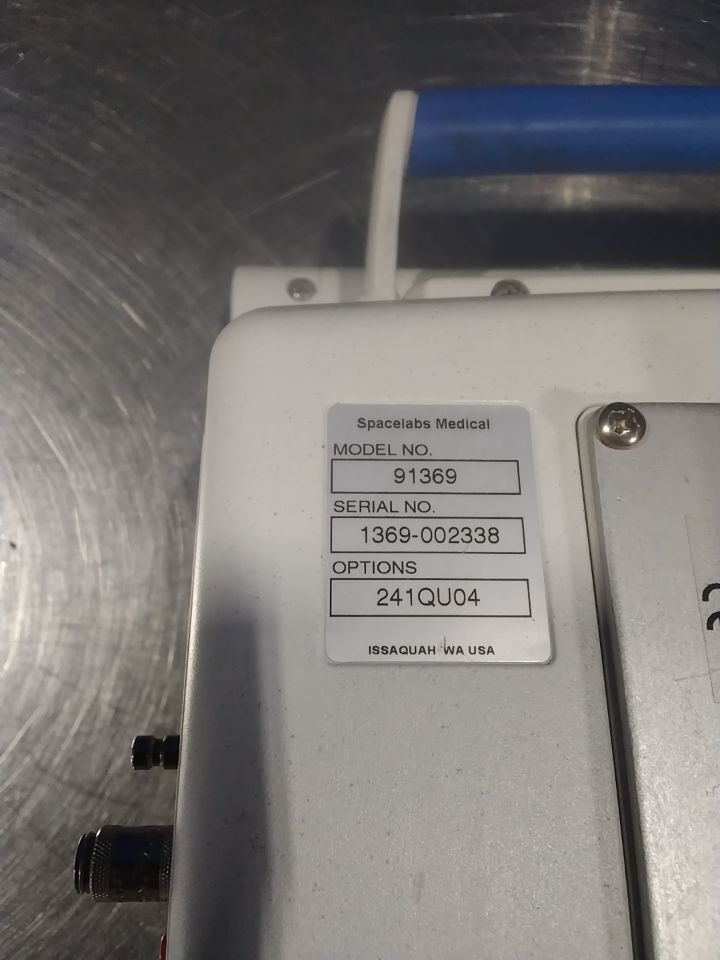 Spacelabs Medical
MODEL NO.
91369
SERIAL NO.
1369-002338
OPTIONS
241QU04
ISSAQUAH WA USA